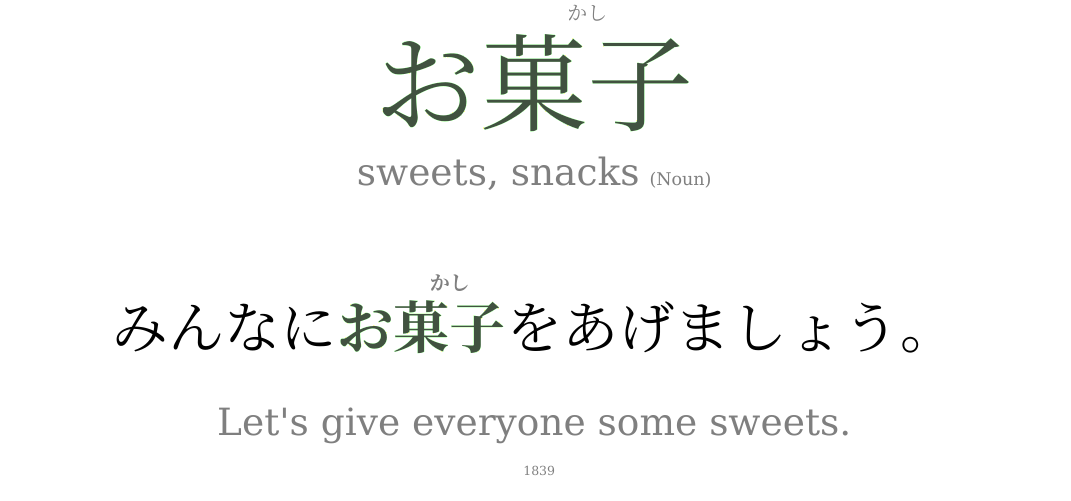 かし
お菓子
sweets, snacks (Noun)
かし
みんなにお菓子をあげましょう。
Let's give everyone some sweets.
1839